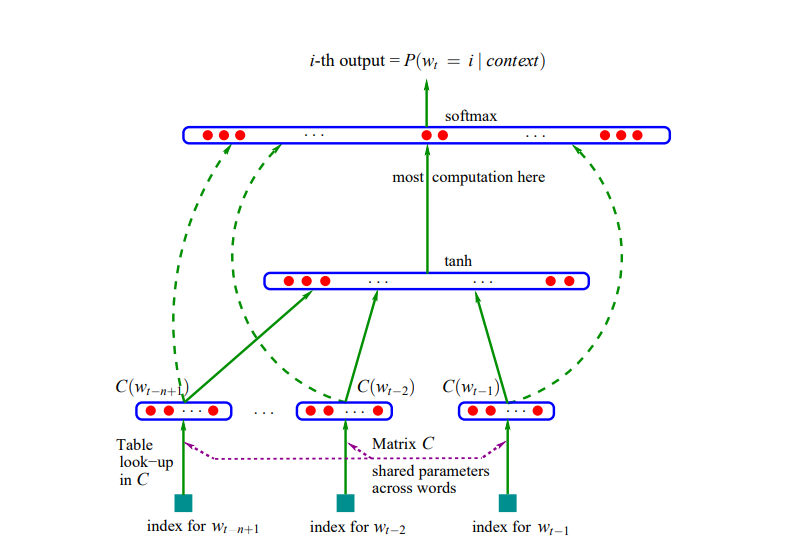 i-th output = P(w_t = i | context)
softmax
. . . . . .
most computation here
tanh
. . . . . .
C(w_{t−n+1}) C(w_{t−2}) C(w_{t−1})
. . . . . . . . . . . .
Table
look−up
in C
Matrix C
shared parameters
across words
index for w_{t−n+1} index for w_{t−2} index for w_{t−1}